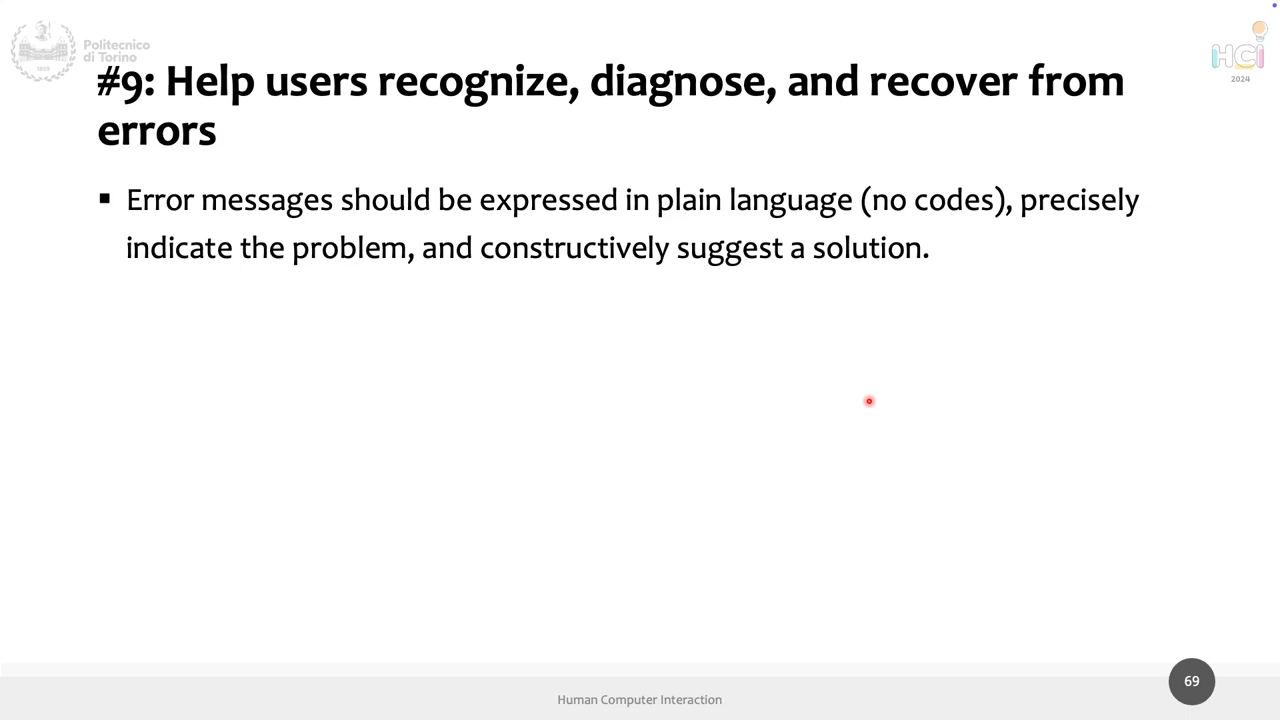 Politecnico
di Torino
1859
HCI
2024
#9: Help users recognize, diagnose, and recover from
errors
▪ Error messages should be expressed in plain language (no codes), precisely
indicate the problem, and constructively suggest a solution.
69
Human Computer Interaction